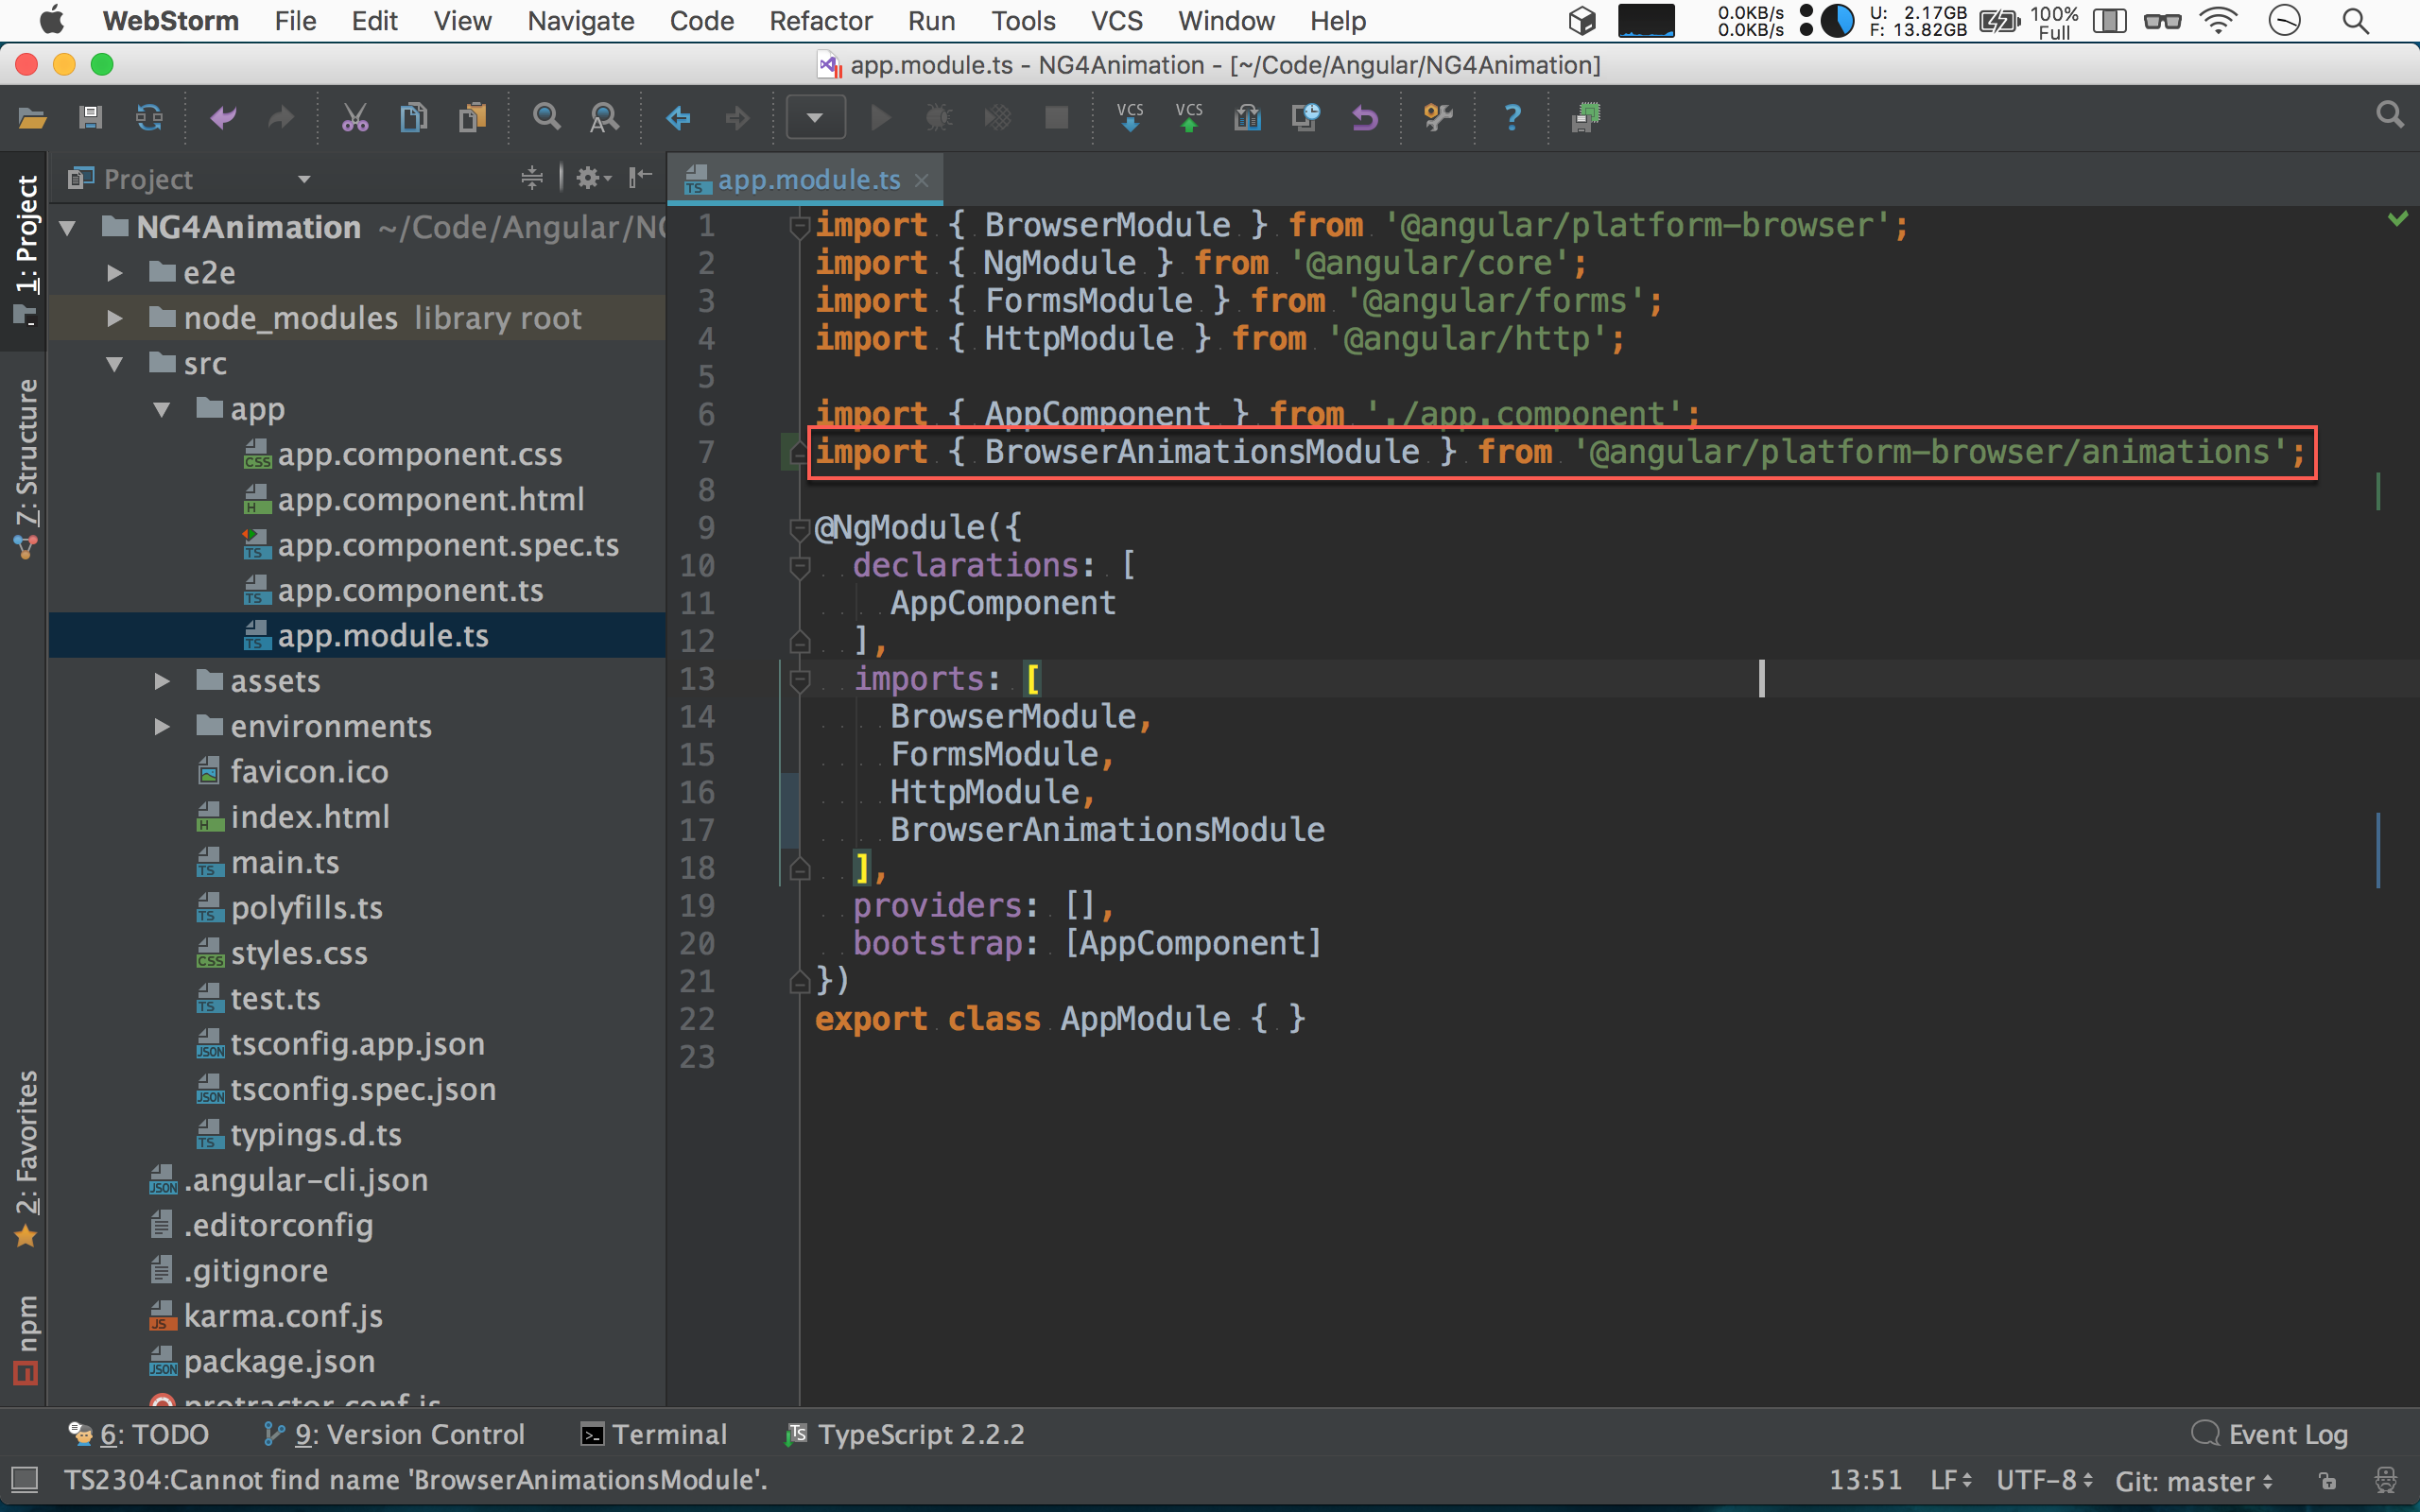 WebStorm File Edit View Navigate Code Refactor Run Tools VCS Window Help
0.0KB/s U: 2.17GB 100%
0.0KB/s F: 13.82GB Full
app.module.ts - NG4Animation - [~/Code/Angular/NG4Animation]
VCS VCS
1: Project
7: Structure
2: Favorites
npm
Project
NG4Animation ~/Code/Angular/N
e2e
node_modules library root
src
app
app.component.css
app.component.html
app.component.spec.ts
app.component.ts
app.module.ts
assets
environments
favicon.ico
index.html
main.ts
polyfills.ts
styles.css
test.ts
tsconfig.app.json
tsconfig.spec.json
typings.d.ts
.angular-cli.json
.editorconfig
.gitignore
karma.conf.js
package.json
protractor.conf.js
app.module.ts
1 import { BrowserModule } from '@angular/platform-browser';
2 import { NgModule } from '@angular/core';
3 import { FormsModule } from '@angular/forms';
4 import { HttpModule } from '@angular/http';
5
6 import { AppComponent } from './app.component';
7 import { BrowserAnimationsModule } from '@angular/platform-browser/animations';
8
9 @NgModule({
10 declarations: [
11 AppComponent
12 ],
13 imports: [
14 BrowserModule,
15 FormsModule,
16 HttpModule,
17 BrowserAnimationsModule
18 ],
19 providers: [],
20 bootstrap: [AppComponent]
21 })
22 export class AppModule { }
23
6: TODO 9: Version Control Terminal TypeScript 2.2.2 Event Log
TS2304:Cannot find name 'BrowserAnimationsModule'. 13:51 LF UTF-8 Git: master